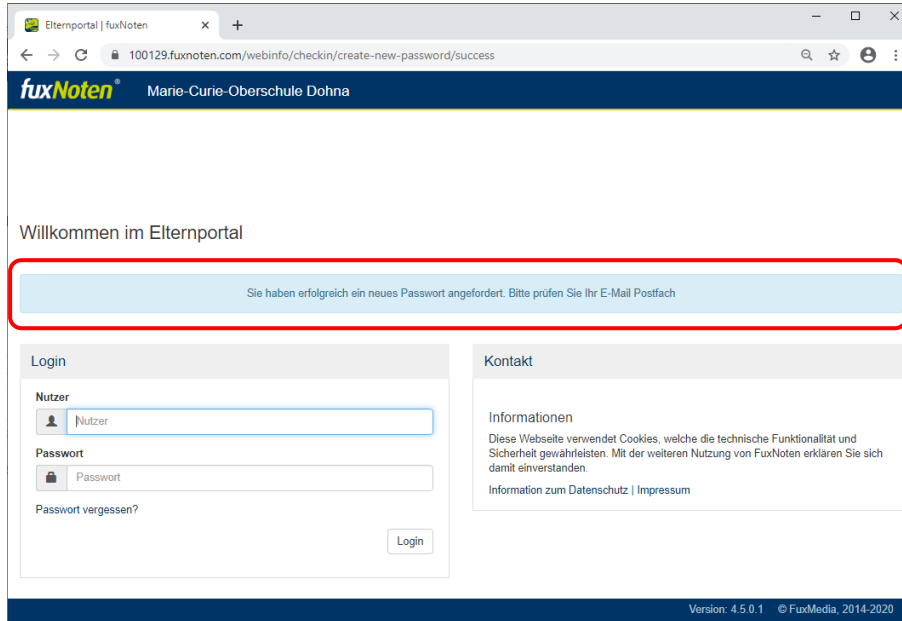 Elternportal | fuxNoten
100129.fuxnoten.com/webinfo/checkin/create-new-password/success
fuxNoten® Marie-Curie-Oberschule Dohna
Willkommen im Elternportal
Sie haben erfolgreich ein neues Passwort angefordert. Bitte prüfen Sie Ihr E-Mail Postfach
Login
Nutzer
Nutzer
Passwort
Passwort
Passwort vergessen?
Login
Kontakt
Informationen
Diese Webseite verwendet Cookies, welche die technische Funktionalität und
Sicherheit gewährleisten. Mit der weiteren Nutzung von FuxNoten erklären Sie sich
damit einverstanden.
Information zum Datenschutz | Impressum
Version: 4.5.0.1 © FuxMedia, 2014-2020